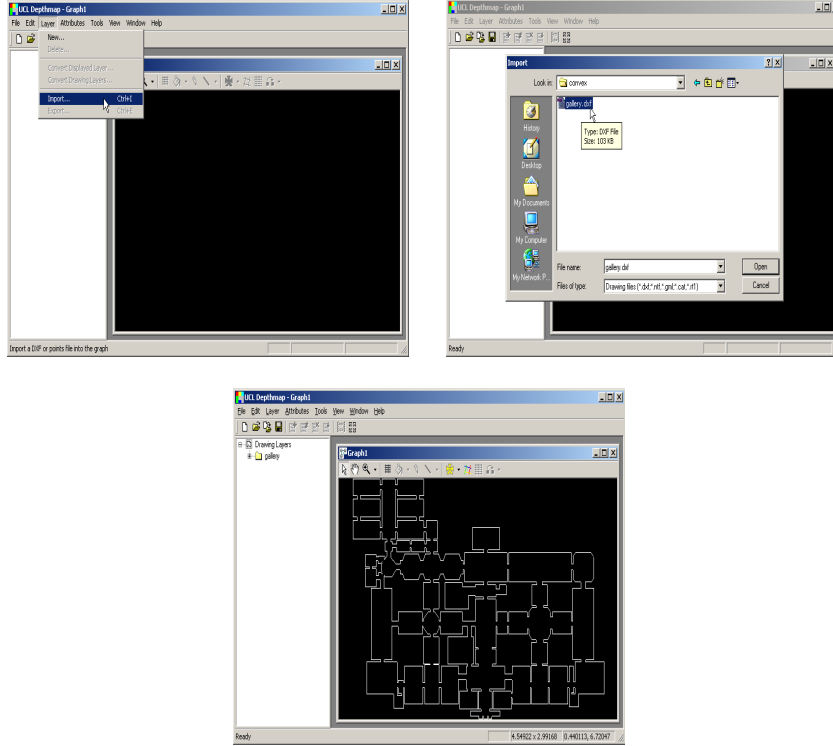 UCL Depthmap - Graph1
File Edit Layer Attributes Tools View Window Help
New...
Delete...
Convert Displayed Layer...
Convert Drawing Layers...
Import... Ctrl+I
Export... Ctrl+E
Import a DXF or points file into the graph
UCL Depthmap - Graph1
File Edit Layer Attributes Tools View Window Help
Import
Look in: convex
History
Desktop
My Documents
My Computer
My Network P...
gallery.dxf
Type: DXF File
Size: 103 KB
File name: gallery.dxf Open
Files of type: Drawing files (*.dxf;*.ntf;*.gml;*.cat;*.rt1) Cancel
Ready
UCL Depthmap - Graph1
File Edit Layer Attributes Tools View Window Help
Drawing Layers
gallery
Graph1
Ready 4.54922 x 2.99168 0.440113, 6.72047